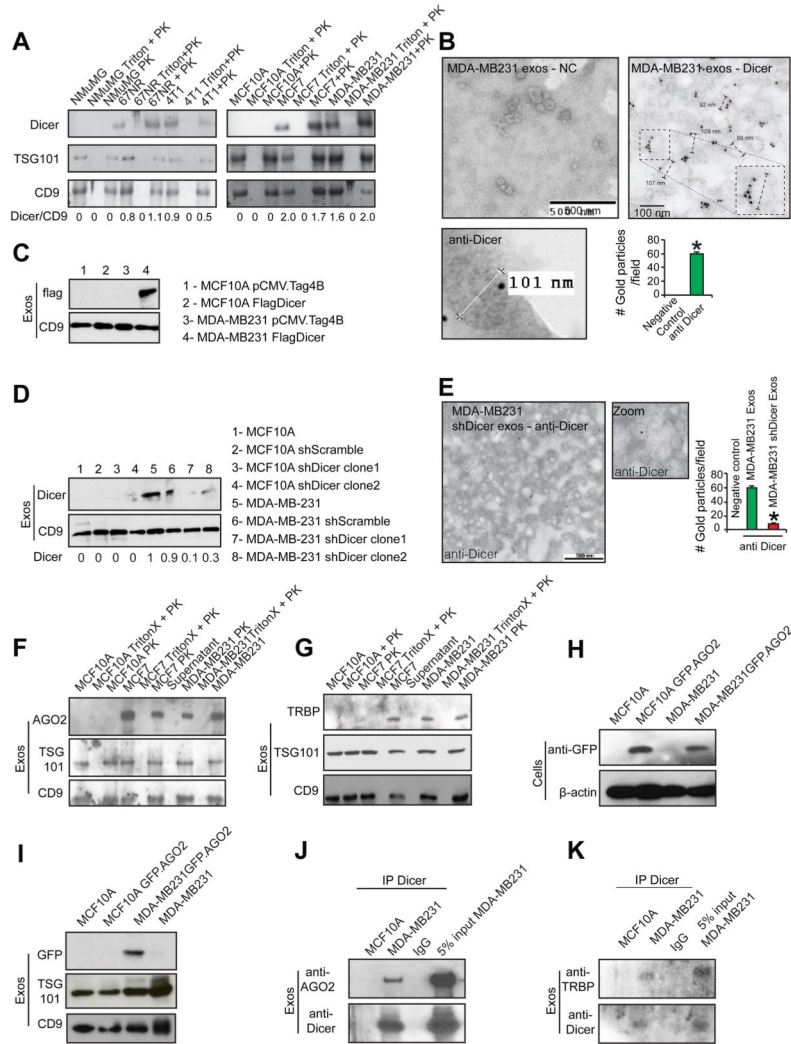 A
NMuMG
NMuMG Triton + PK
NMuMG PK
67NR
67NR Triton+PK
67NR + PK
4T1
4T1 Triton+PK
4T1+PK
MCF10A
MCF10A Triton + PK
MCF10A+PK
MCF7
MCF7 Triton + PK
MCF7+PK
MDA-MB231
MDA-MB231 Triton + PK
MDA-MB231+PK
Dicer
TSG101
CD9
Dicer/CD9 0 0 0 0.8 0 1.1 0.9 0 0.5 0 0 0 2.0 0 1.7 1.6 0 2.0
B
MDA-MB231 exos - NC
500 nm
MDA-MB231 exos - Dicer
92 nm
109 nm
99 nm
107 nm
100 nm
anti-Dicer
101 nm
# Gold particles
/field
80
60
40
20
0
*
Negative
Control
anti Dicer
C
1 2 3 4
Exos
flag
CD9
1 - MCF10A pCMV.Tag4B
2 - MCF10A FlagDicer
3- MDA-MB231 pCMV.Tag4B
4- MDA-MB231 FlagDicer
D
1 2 3 4 5 6 7 8
Exos
Dicer
CD9
Dicer 0 0 0 0 1 0.9 0.1 0.3
1- MCF10A
2- MCF10A shScramble
3- MCF10A shDicer clone1
4- MCF10A shDicer clone2
5- MDA-MB-231
6- MDA-MB-231 shScramble
7- MDA-MB-231 shDicer clone1
8- MDA-MB-231 shDicer clone2
E
MDA-MB231
shDicer exos - anti-Dicer
anti-Dicer
Zoom
anti-Dicer
# Gold particles/field
80
60
40
20
0
Negative control
MDA-MB231 Exos
MDA-MB231 shDicer Exos
*
anti Dicer
F
MCF10A
MCF10A TritonX + PK
MCF10A PK
MCF7
MCF7 TritonX + PK
MCF7 PK
Supernatant
MDA-MB231 PK
MDA-MB231TritonX + PK
MDA-MB231
Exos
AGO2
TSG
101
CD9
G
MCF10A
MCF10A + PK
MCF7 PK
MCF7 TritonX + PK
MCF7
Supernatant
MDA-MB231
MDA-MB231 TrintonX + PK
MDA-MB231 PK
Exos
TRBP
TSG101
CD9
H
MCF10A
MCF10A GFP.AGO2
MDA-MB231
MDA-MB231GFP.AGO2
Cells
anti-GFP
β-actin
I
MCF10A
MCF10A GFP.AGO2
MDA-MB231GFP.AGO2
MDA-MB231
Exos
GFP
TSG
101
CD9
J
IP Dicer
MCF10A
MDA-MB231
IgG
5% input MDA-MB231
Exos
anti-
AGO2
anti-
Dicer
K
IP Dicer
MCF10A
MDA-MB231
IgG
5% input
MDA-MB231
Exos
anti-
TRBP
anti-
Dicer